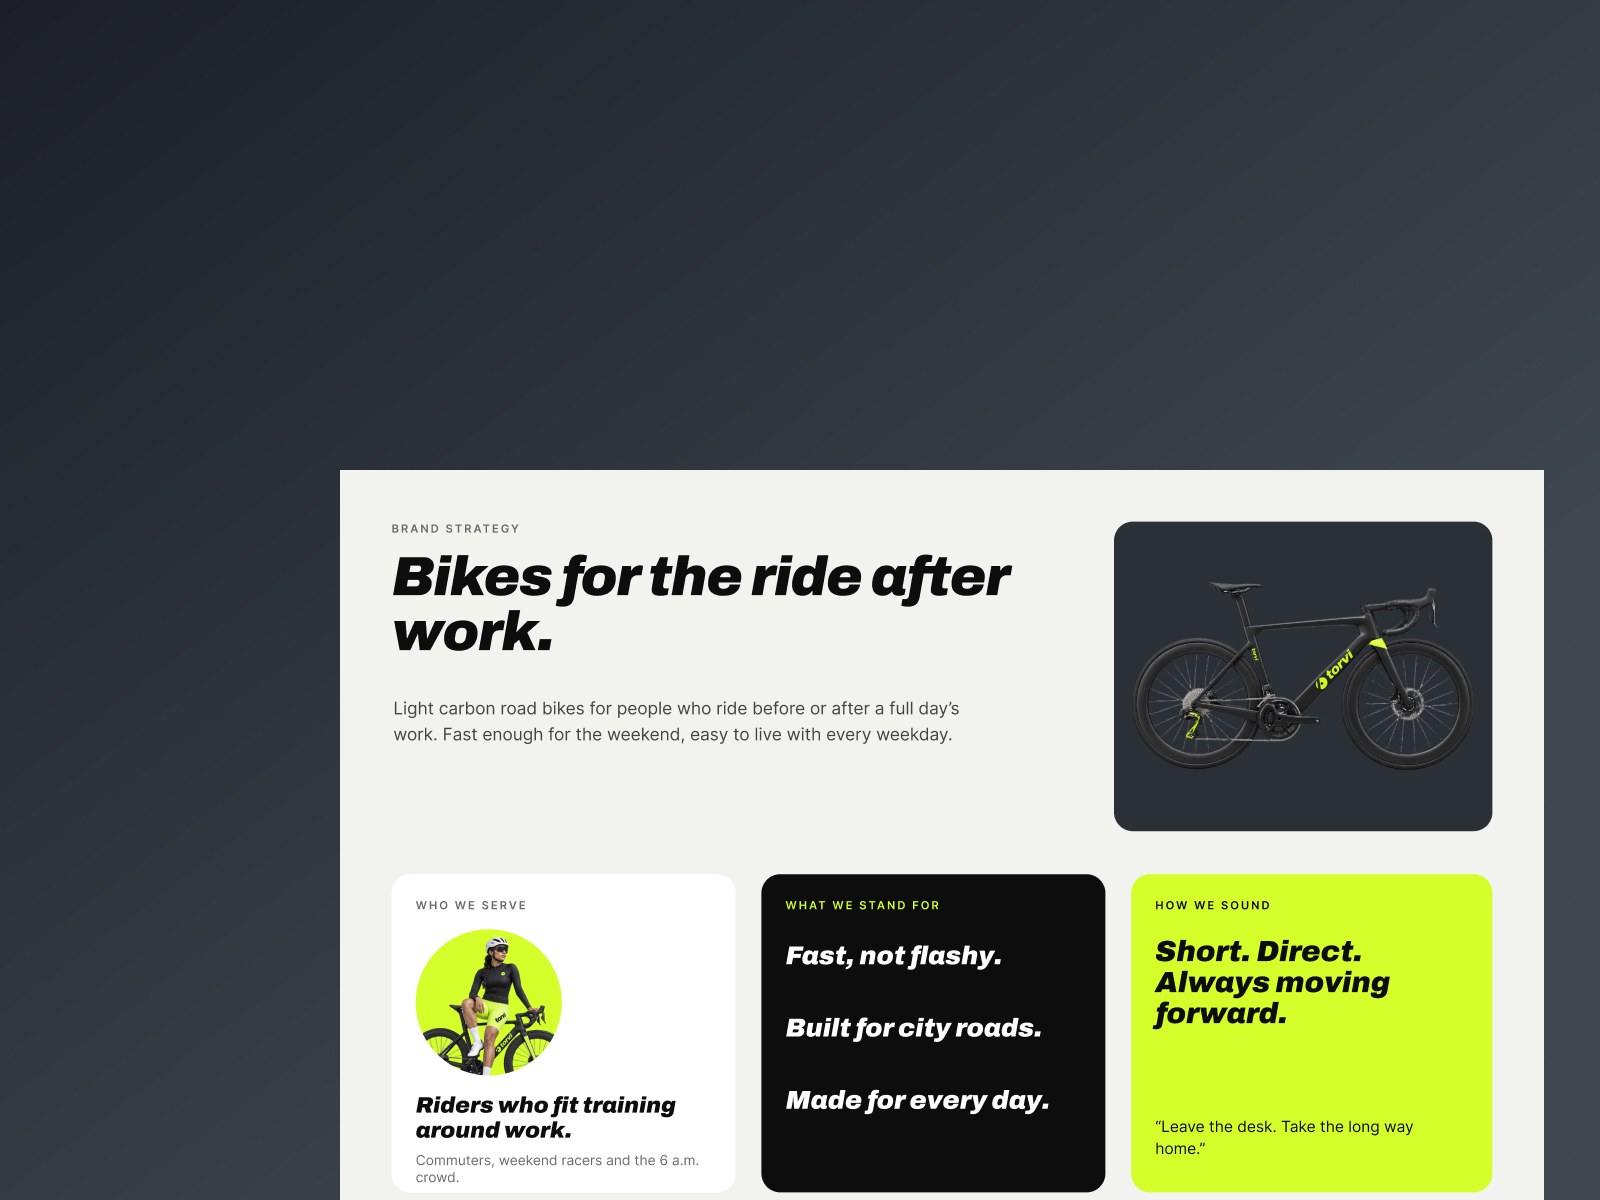 BRAND STRATEGY
Bikes for the ride after
work.
Light carbon road bikes for people who ride before or after a full day’s
work. Fast enough for the weekend, easy to live with every weekday.
torvi
WHO WE SERVE
Riders who fit training
around work.
Commuters, weekend racers and the 6 a.m.
crowd.
WHAT WE STAND FOR
Fast, not flashy.
Built for city roads.
Made for every day.
HOW WE SOUND
Short. Direct.
Always moving
forward.
“Leave the desk. Take the long way
home.”